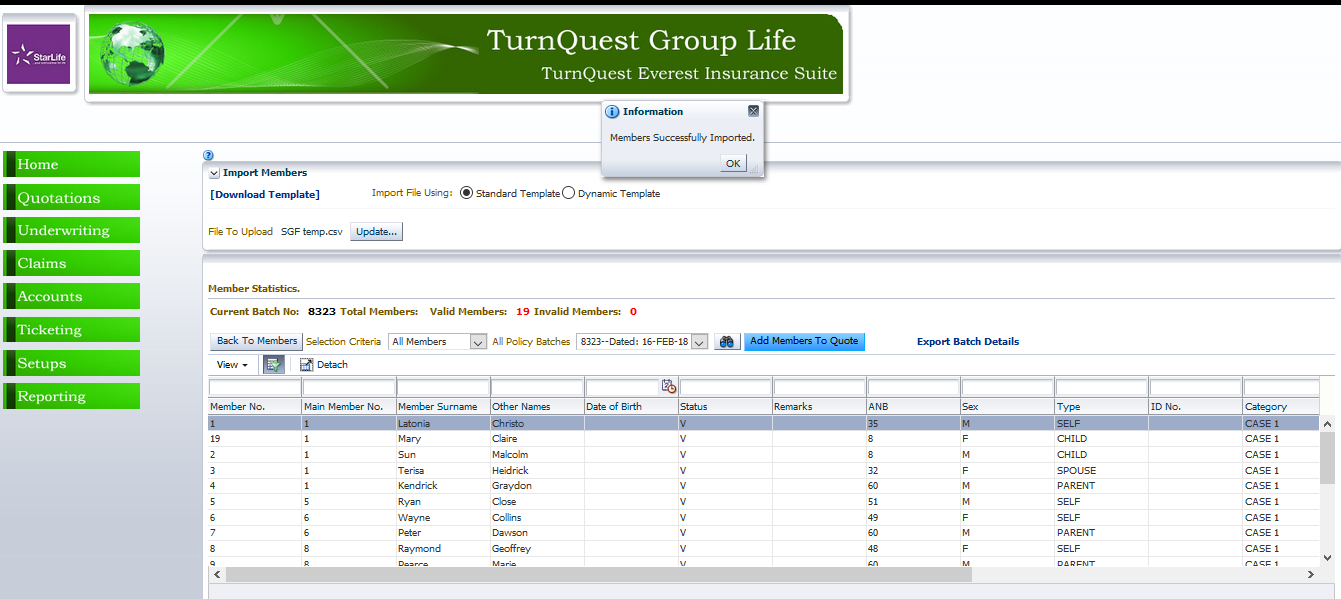 StarLife
TurnQuest Group Life
TurnQuest Everest Insurance Suite
Information
Members Successfully Imported.
OK
Home
Quotations
Underwriting
Claims
Accounts
Ticketing
Setups
Reporting
Import Members
[Download Template] Import File Using: Standard Template Dynamic Template
File To Upload SGF temp.csv Update...
Member Statistics.
Current Batch No: 8323 Total Members: Valid Members: 19 Invalid Members: 0
Back To Members Selection Criteria All Members All Policy Batches 8323--Dated: 16-FEB-18 Add Members To Quote Export Batch Details
View Detach
Member No. Main Member No. Member Surname Other Names Date of Birth Status Remarks ANB Sex Type ID No. Category
1 1 Latonia Christo V 35 M SELF CASE 1
19 1 Mary Claire V 8 F CHILD CASE 1
2 1 Sun Malcolm V 8 M CHILD CASE 1
3 1 Terisa Heidrick V 32 F SPOUSE CASE 1
4 1 Kendrick Graydon V 60 M PARENT CASE 1
5 5 Ryan Close V 51 M SELF CASE 1
6 6 Wayne Collins V 49 F SELF CASE 1
7 6 Peter Dawson V 60 M PARENT CASE 1
8 8 Raymond Geoffrey V 48 F SELF CASE 1
9 8 Pearce Marie V 60 M PARENT CASE 1